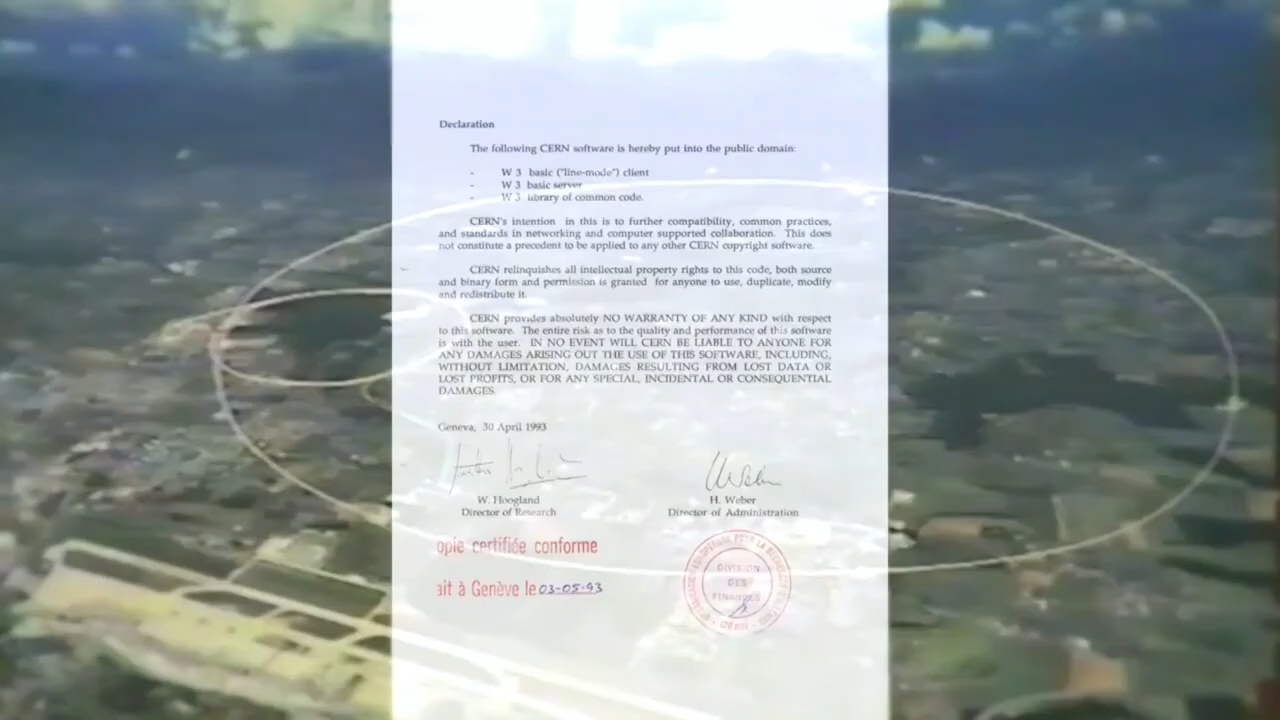 Declaration
The following CERN software is hereby put into the public domain:
- W 3 basic ("line-mode") client
- W 3 basic server
- W 3 library of common code.
CERN's intention in this is to further compatibility, common practices,
and standards in networking and computer supported collaboration. This does
not constitute a precedent to be applied to any other CERN copyright software.
CERN relinquishes all intellectual property rights to this code, both source
and binary form and permission is granted for anyone to use, duplicate, modify
and redistribute it.
CERN provides absolutely NO WARRANTY OF ANY KIND with respect
to this software. The entire risk as to the quality and performance of this software
is with the user. IN NO EVENT WILL CERN BE LIABLE TO ANYONE FOR
ANY DAMAGES ARISING OUT THE USE OF THIS SOFTWARE, INCLUDING,
WITHOUT LIMITATION, DAMAGES RESULTING FROM LOST DATA OR
LOST PROFITS, OR FOR ANY SPECIAL, INCIDENTAL OR CONSEQUENTIAL
DAMAGES.
Geneva, 30 April 1993
W. Hoogland
Director of Research
H. Weber
Director of Administration
opie certifiée conforme
ait à Genève le 03-05-93
DIVISION
DES
FINANCES
CERN